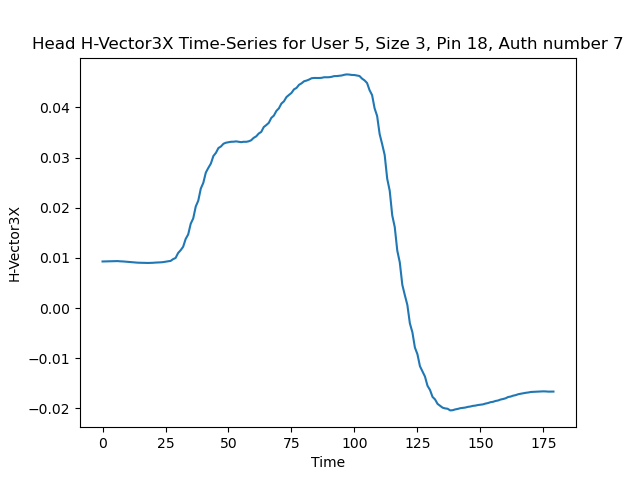 Head H-Vector3X Time-Series for User 5, Size 3, Pin 18, Auth number 7
0.04
0.03
0.02
0.01
0.00
−0.01
−0.02
H-Vector3X
0 25 50 75 100 125 150 175
Time